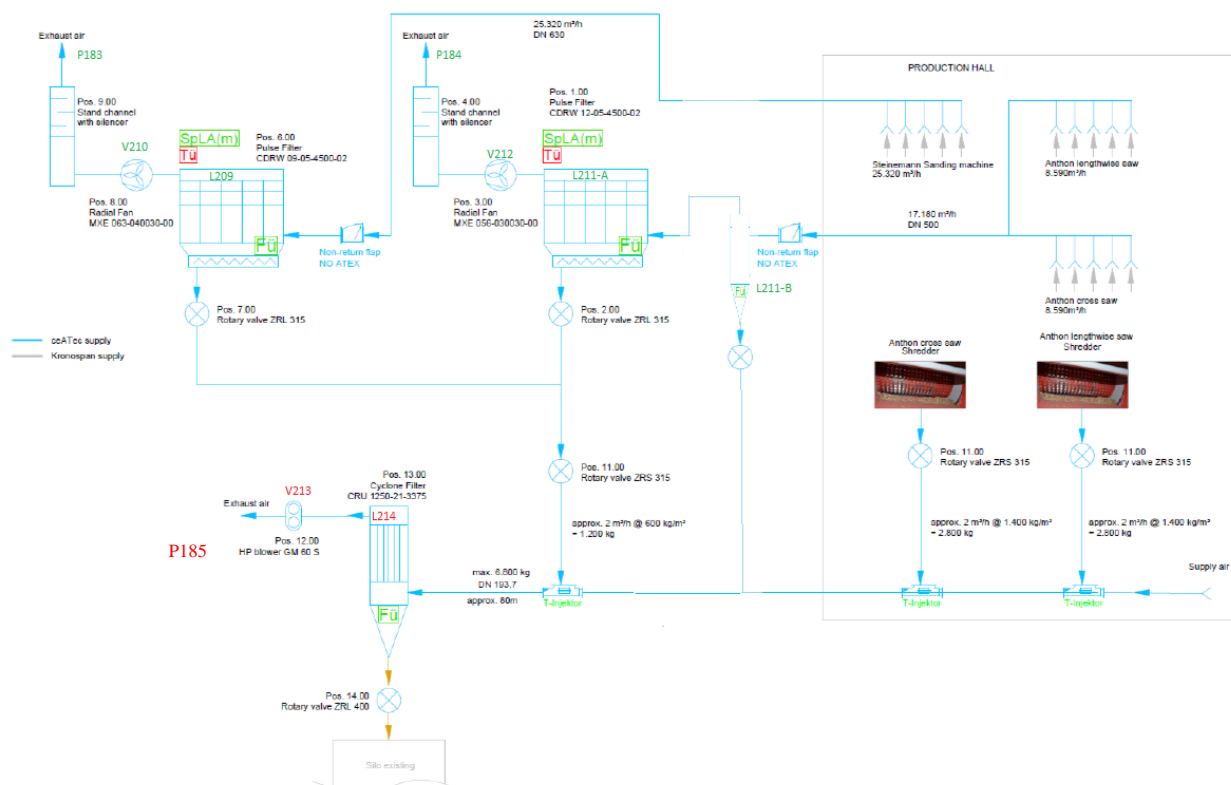 25.320 m³/h
DN 630
Exhaust air
P183
Exhaust air
P184
PRODUCTION HALL
Pos. 9.00
Stand channel
with silencer
Pos. 4.00
Stand channel
with silencer
Pos. 1.00
Pulse Filter
CDRW 12-05-4500-02
SpLA(m)
Tü
Pos. 6.00
Pulse Filter
CDRW 09-05-4500-02
SpLA(m)
Tü
V210
V212
L209
L211-A
Steinemann Sanding machine
25.320 m³/h
Anthon lengthwise saw
8.590m³/h
Pos. 8.00
Radial Fan
MXE 063-040030-00
Pos. 3.00
Radial Fan
MXE 056-030030-00
17.180 m³/h
DN 500
Fü
Fü
Non-return flap
NO ATEX
Non-return flap
NO ATEX
Fü
L211-B
Anthon cross saw
8.590m³/h
Pos. 7.00
Rotary valve ZRL 315
Pos. 2.00
Rotary valve ZRL 315
ceATec supply
Kronospan supply
Anthon cross saw
Shredder
Anthon lengthwise saw
Shredder
Pos. 11.00
Rotary valve ZRS 315
Pos. 11.00
Rotary valve ZRS 315
Pos. 11.00
Rotary valve ZRS 315
Pos. 13.00
Cyclone Filter
CRU 1250-21-3375
V213
Exhaust air
L214
Pos. 12.00
HP blower GM 60 S
P185
approx. 2 m³/h @ 600 kg/m³
= 1.200 kg
approx. 2 m³/h @ 1.400 kg/m³
= 2.800 kg
approx. 2 m³/h @ 1.400 kg/m³
= 2.800 kg
max. 6.800 kg
DN 193,7
approx. 80m
Supply air
T-Injektor
T-Injektor
T-Injektor
Fü
Pos. 14.00
Rotary valve ZRL 400
Silo existing